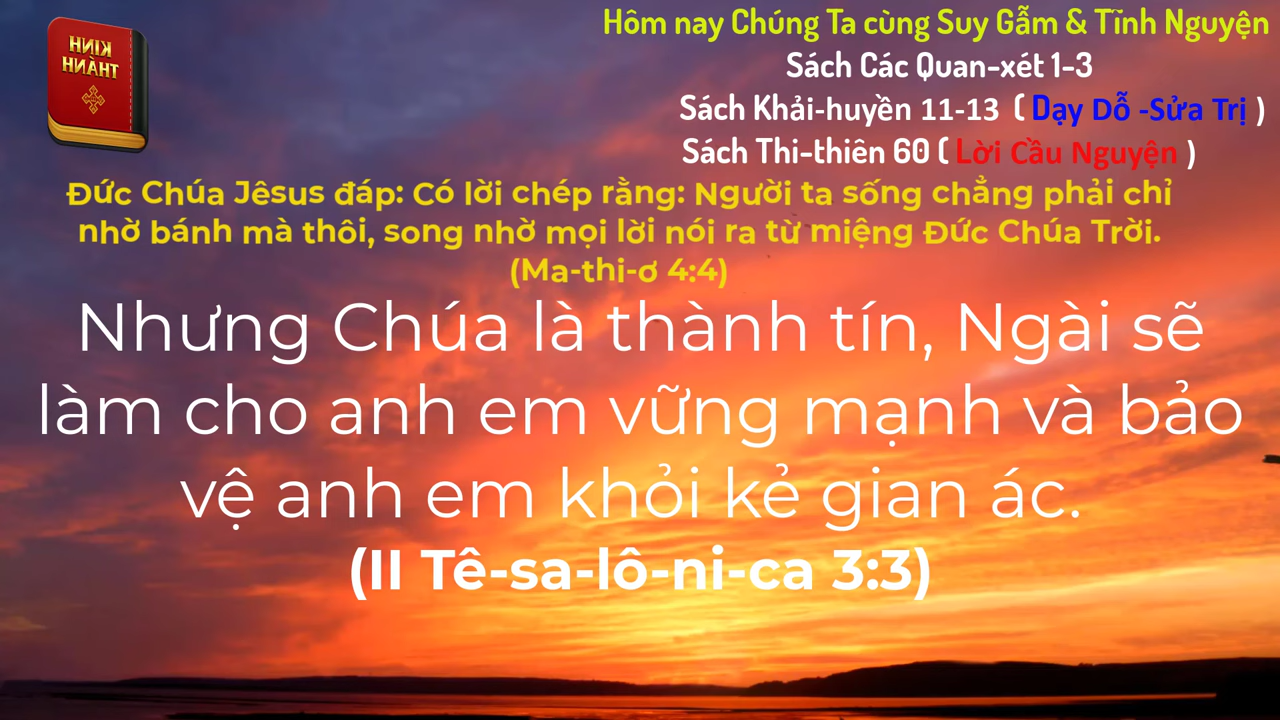 KINH
THÀNH
Hôm nay Chúng Ta cùng Suy Gẫm & Tĩnh Nguyện
Sách Các Quan-xét 1-3
Sách Khải-huyền 11-13 ( Dạy Dỗ -Sửa Trị )
Sách Thi-thiên 60 ( Lời Cầu Nguyện )
Đức Chúa Jêsus đáp: Có lời chép rằng: Người ta sống chẳng phải chỉ
nhờ bánh mà thôi, song nhờ mọi lời nói ra từ miệng Đức Chúa Trời.
(Ma-thi-ơ 4:4)
Nhưng Chúa là thành tín, Ngài sẽ
làm cho anh em vững mạnh và bảo
vệ anh em khỏi kẻ gian ác.
(II Tê-sa-lô-ni-ca 3:3)